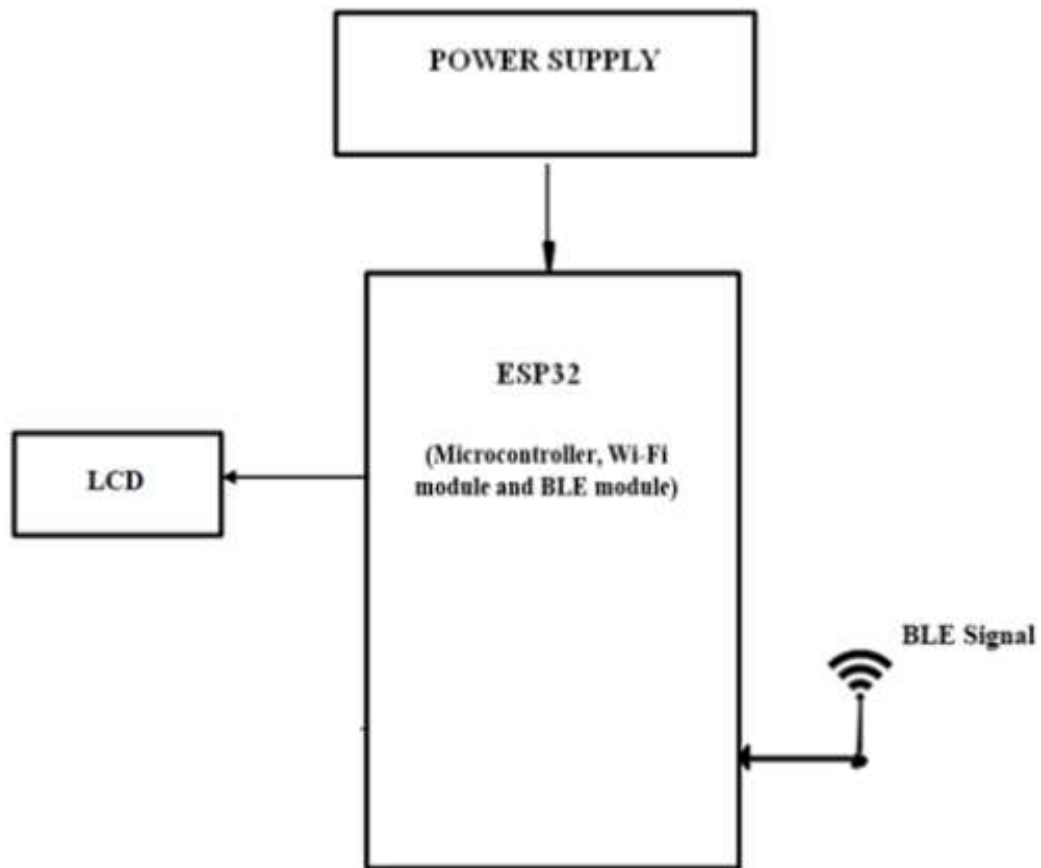 POWER SUPPLY
ESP32
(Microcontroller, Wi-Fi
module and BLE module)
LCD
BLE Signal